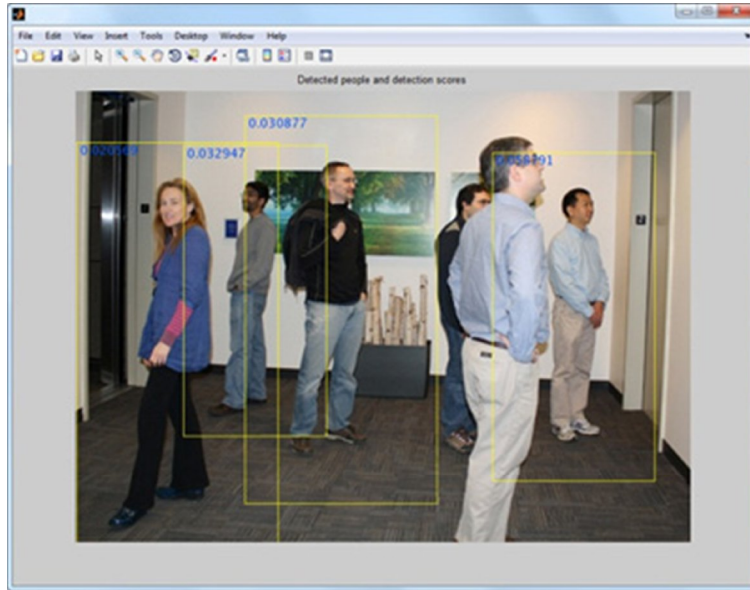 File Edit View Insert Tools Desktop Window Help
Detected people and detection scores
0.030877
0.032947